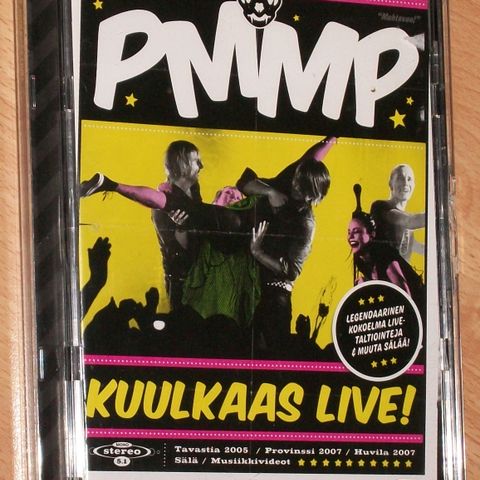 "Mahtavaa!"
PMMP
LEGENDAARINEN
KOKOELMA LIVE-
TALTIOINTEJA
& MUUTA SÄLÄÄ!
KUULKAAS LIVE!
MONO
stereo
5.1
Tavastia 2005 / Provinssi 2007 / Huvila 2007
Sälä / Musiikkivideot